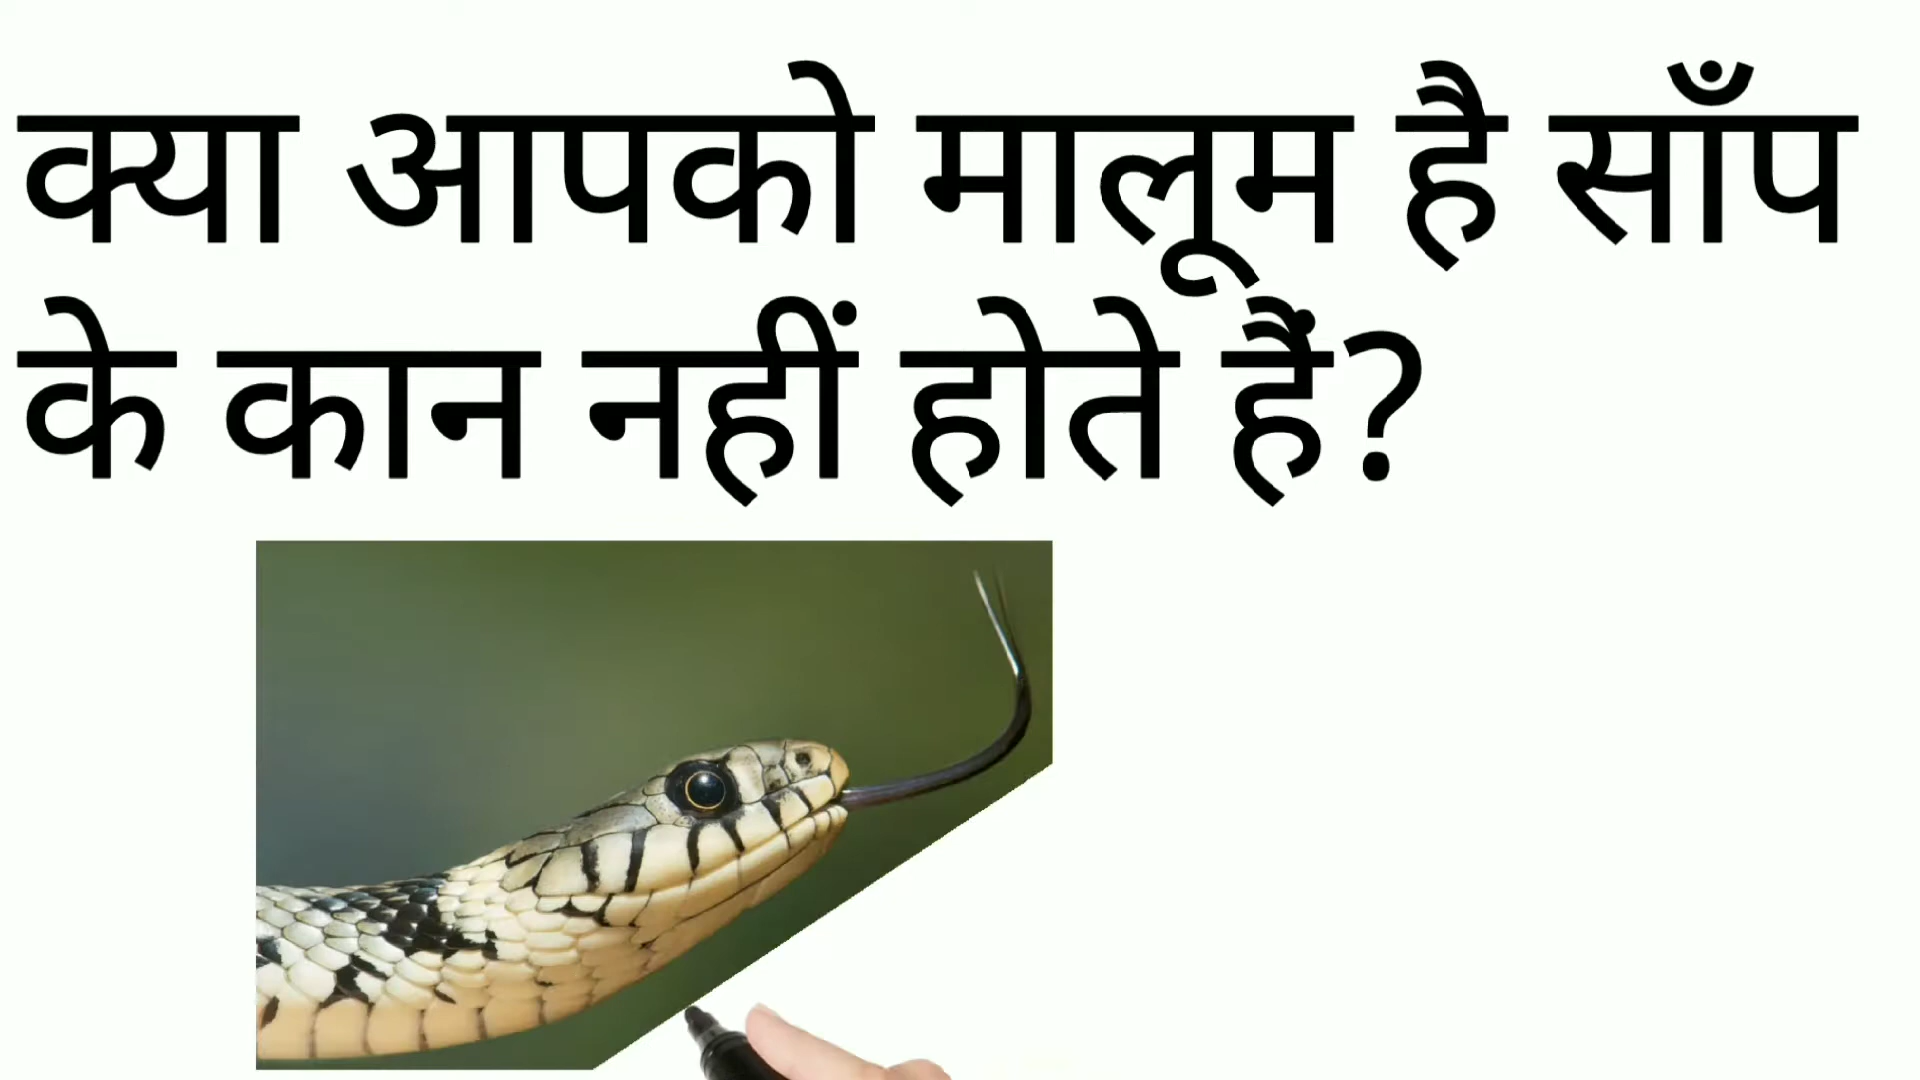 क्या आपको मालूम है साँप
के कान नहीं होते हैं?